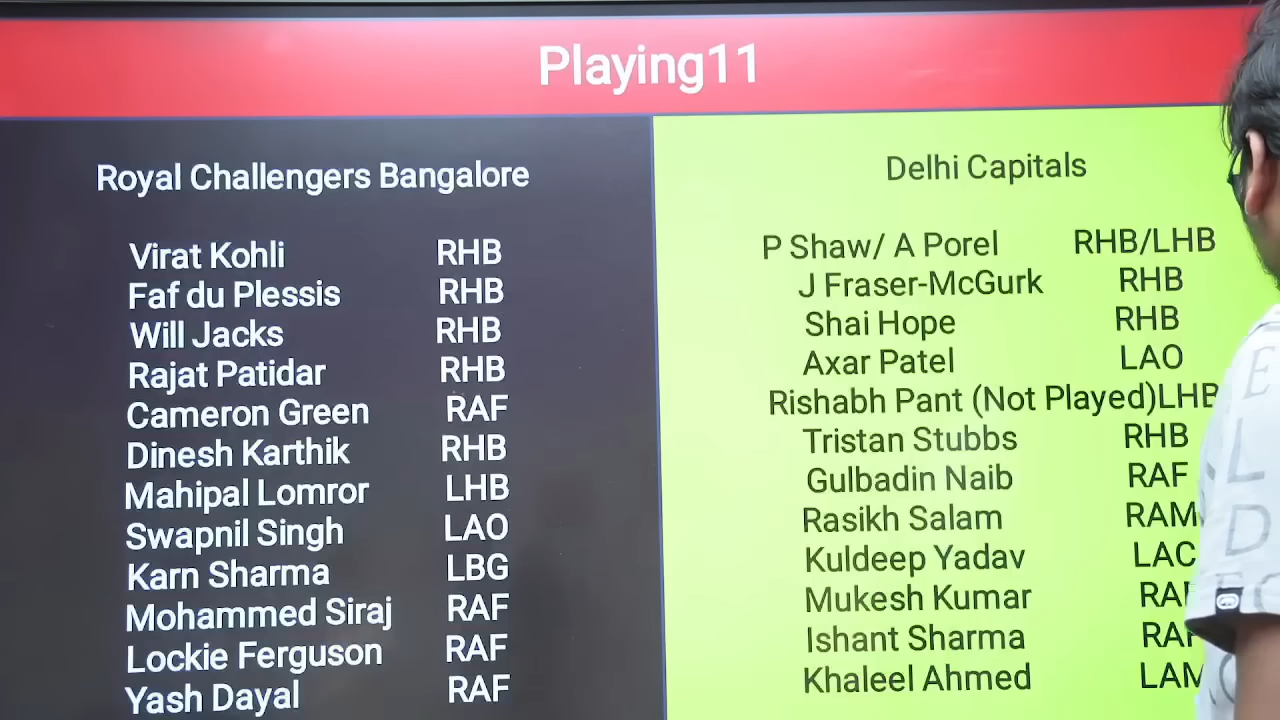 Playing11
Royal Challengers Bangalore
Virat Kohli RHB
Faf du Plessis RHB
Will Jacks RHB
Rajat Patidar RHB
Cameron Green RAF
Dinesh Karthik RHB
Mahipal Lomror LHB
Swapnil Singh LAO
Karn Sharma LBG
Mohammed Siraj RAF
Lockie Ferguson RAF
Yash Dayal RAF
Delhi Capitals
P Shaw/ A Porel RHB/LHB
J Fraser-McGurk RHB
Shai Hope RHB
Axar Patel LAO
Rishabh Pant (Not Played)LHB
Tristan Stubbs RHB
Gulbadin Naib RAF
Rasikh Salam RAM
Kuldeep Yadav LAC
Mukesh Kumar
Ishant Sharma
Khaleel Ahmed LAM